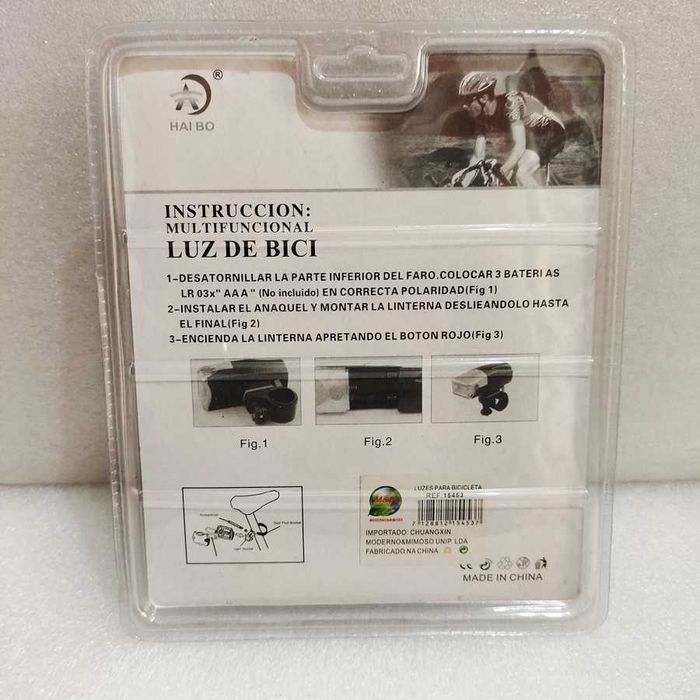 ®
HAI BO
INSTRUCCION:
MULTIFUNCIONAL
LUZ DE BICI
1-DESATORNILLAR LA PARTE INFERIOR DEL FARO.COLOCAR 3 BATERI AS
LR 03x" AAA" (No incluido) EN CORRECTA POLARIDAD(Fig 1)
2-INSTALAR EL ANAQUEL Y MONTAR LA LINTERNA DESLIEANDOLO HASTA
EL FINAL(Fig 2)
3-ENCIENDA LA LINTERNA APRETANDO EL BOTON ROJO(Fig 3)
Fig.1
Fig.2
Fig.3
LUZES PARA BICICLETA
REF 15453
7128812154537
IMPORTADO: CHUANGXIN
MODERNO&MIMOSO UNIP. LDA
FABRICADO NA CHINA
MADE IN CHINA